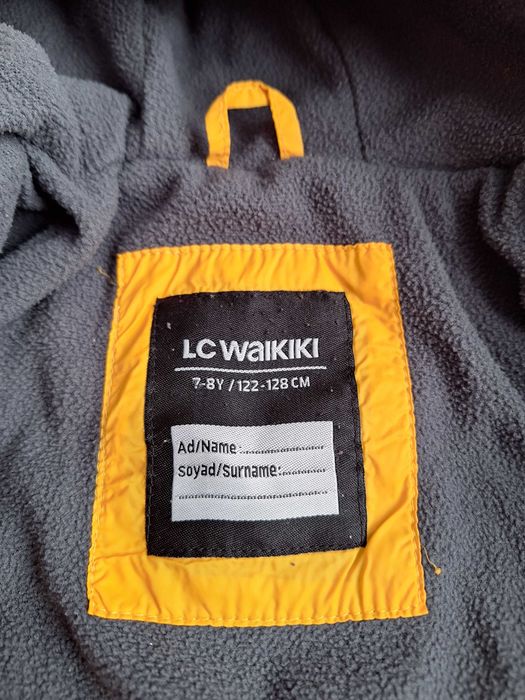 LC WAIKIKI
7-8Y / 122-128 CM
Ad/Name:
soyad/surname: